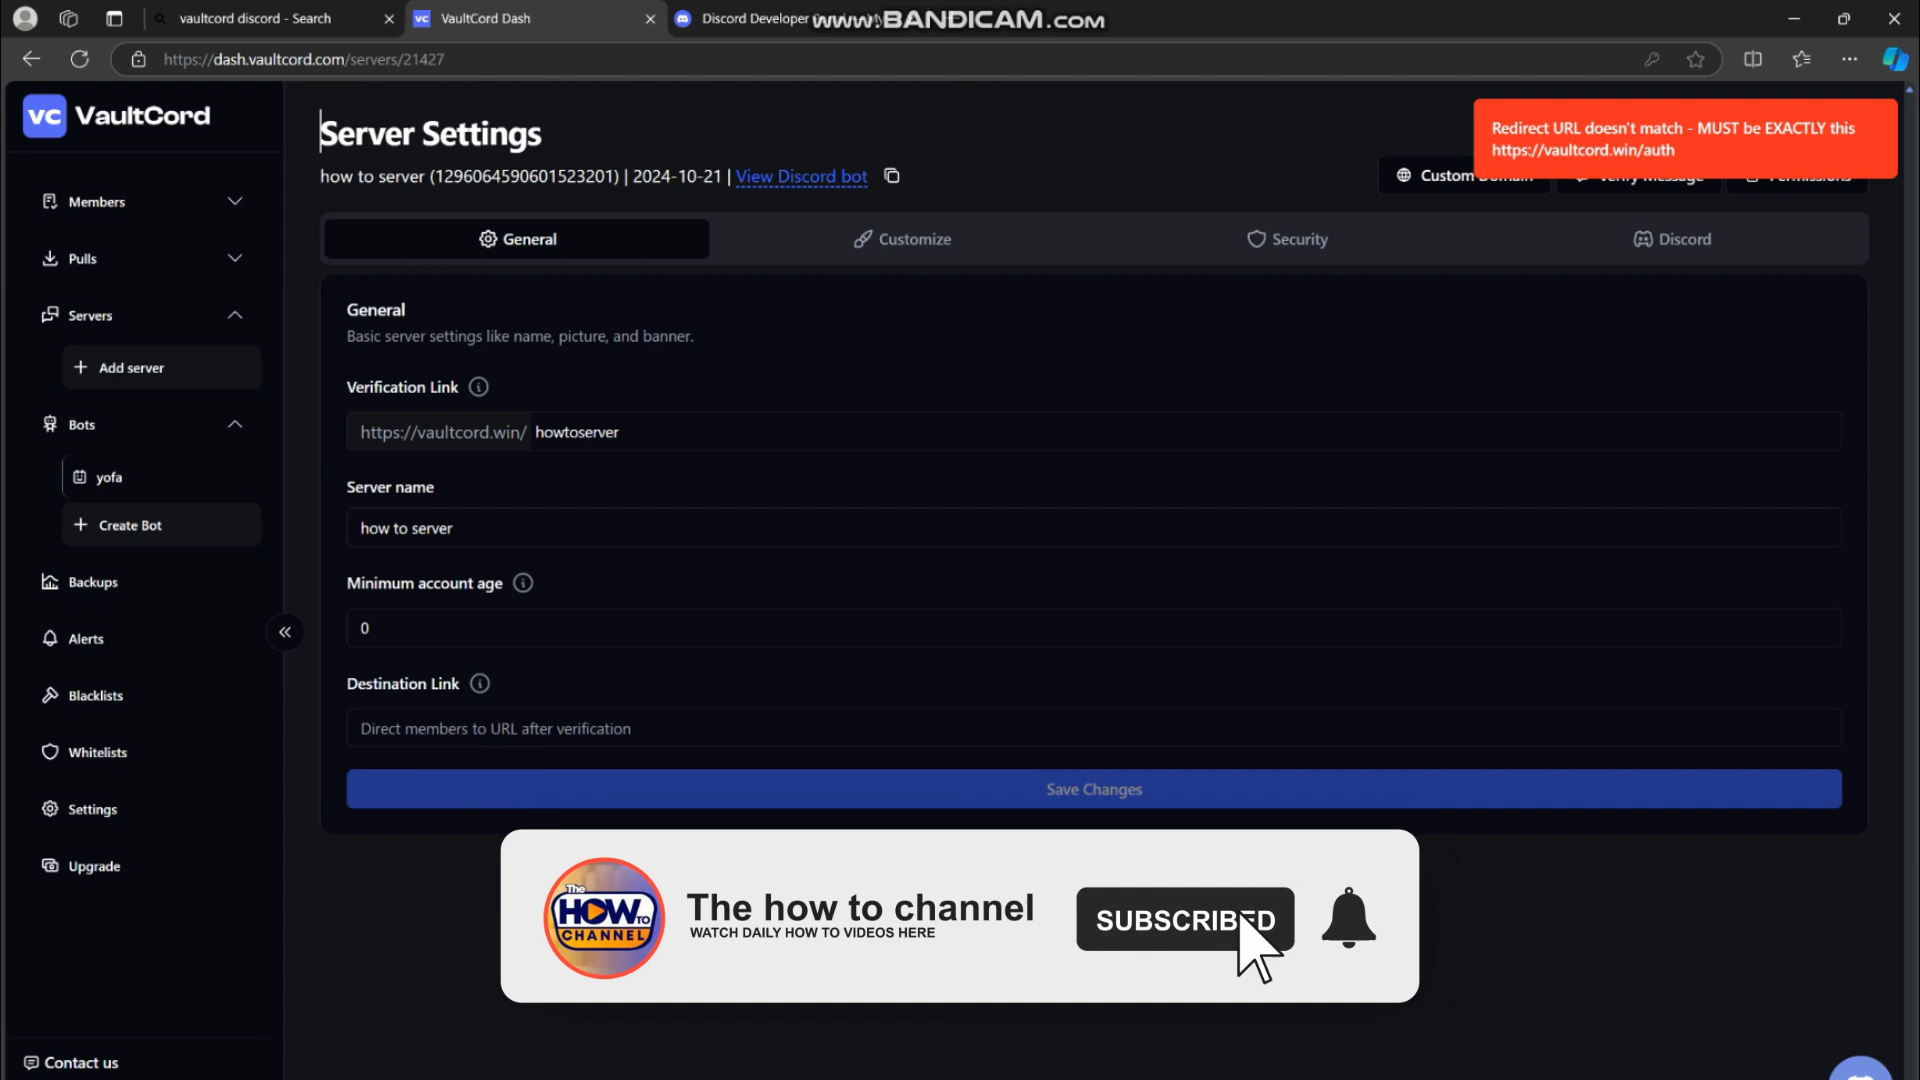 vaultcord discord - Search
VaultCord Dash
Discord Developer
www.BANDICAM.com
https://dash.vaultcord.com/servers/21427
VC VaultCord
Server Settings
Redirect URL doesn't match - MUST be EXACTLY this
https://vaultcord.win/auth
how to server (1296064590601523201) | 2024-10-21 | View Discord bot
Custom Domain
Verify Message
Permissions
Members
Pulls
Servers
Add server
Bots
yofa
Create Bot
Backups
Alerts
Blacklists
Whitelists
Settings
Upgrade
Contact us
General
Customize
Security
Discord
General
Basic server settings like name, picture, and banner.
Verification Link
https://vaultcord.win/ howtoserver
Server name
how to server
Minimum account age
0
Destination Link
Direct members to URL after verification
Save Changes
The
HOW TO
CHANNEL
The how to channel
WATCH DAILY HOW TO VIDEOS HERE
SUBSCRIBED